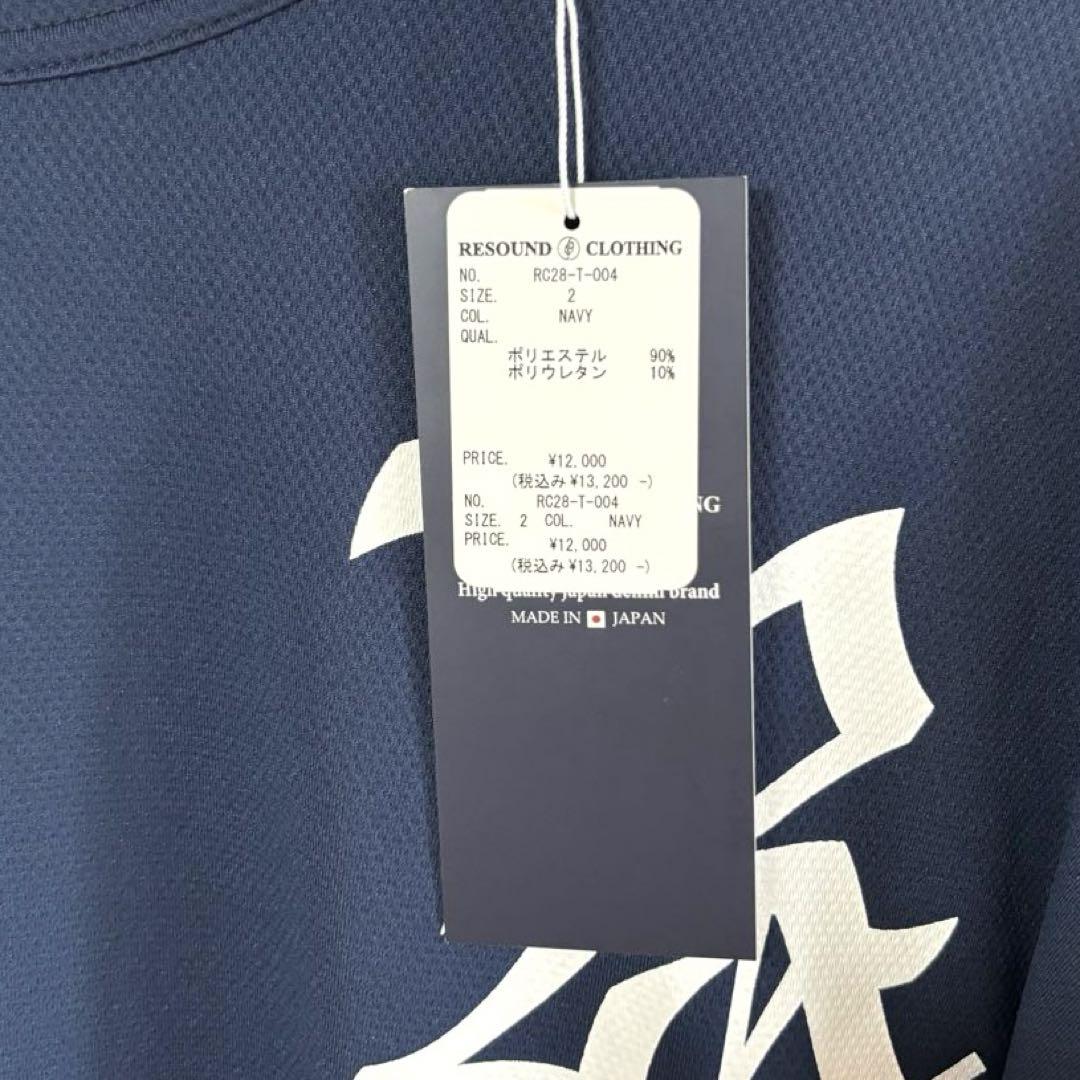 RESOUND CLOTHING
NO. RC28-T-004
SIZE. 2
COL. NAVY
QUAL.
ポリエステル 90%
ポリウレタン 10%
PRICE. ¥12,000
(税込み¥13,200 -)
NO. RC28-T-004
SIZE. 2 COL. NAVY
PRICE. ¥12,000
(税込み¥13,200 -)
NG
High quality japan denim brand
MADE IN JAPAN